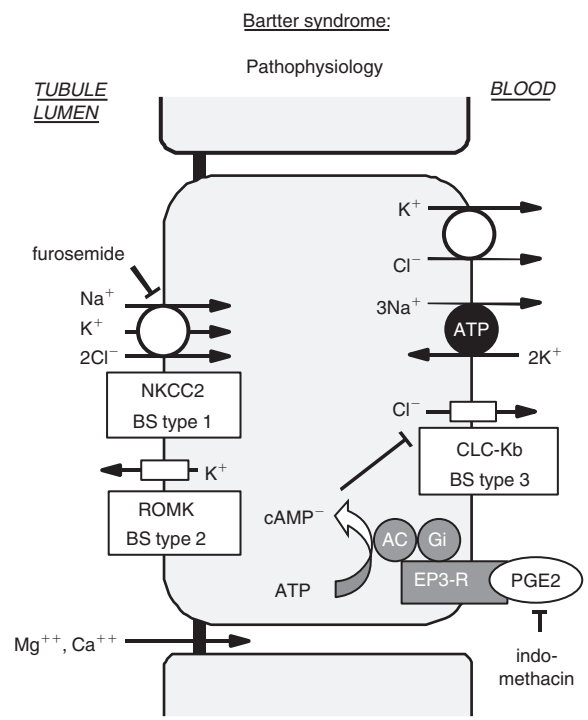 Bartter syndrome:
Pathophysiology
TUBULE
LUMEN
BLOOD
furosemide
Na⁺
K⁺
2Cl⁻
NKCC2
BS type 1
K⁺
ROMK
BS type 2
Mg⁺⁺, Ca⁺⁺
K⁺
Cl⁻
3Na⁺
ATP
2K⁺
Cl⁻
CLC-Kb
BS type 3
cAMP⁻
ATP
AC
Gi
EP3-R
PGE2
indo-
methacin